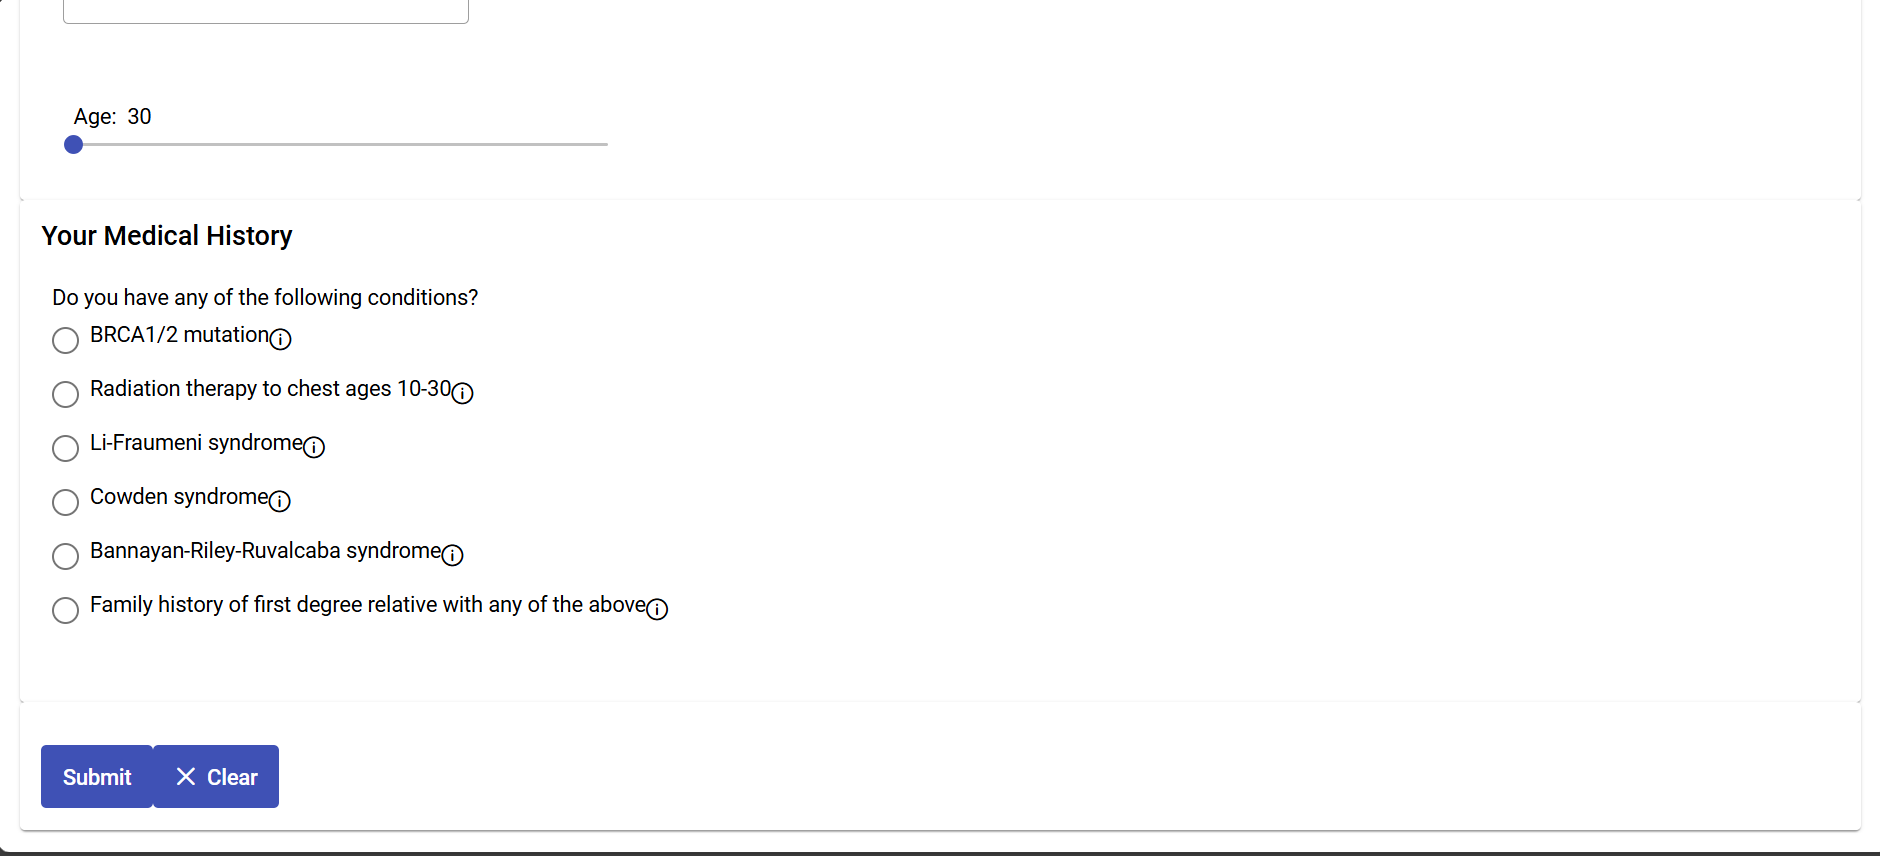 Age: 30
Your Medical History
Do you have any of the following conditions?
BRCA1/2 mutation
Radiation therapy to chest ages 10-30
Li-Fraumeni syndrome
Cowden syndrome
Bannayan-Riley-Ruvalcaba syndrome
Family history of first degree relative with any of the above
Submit Clear